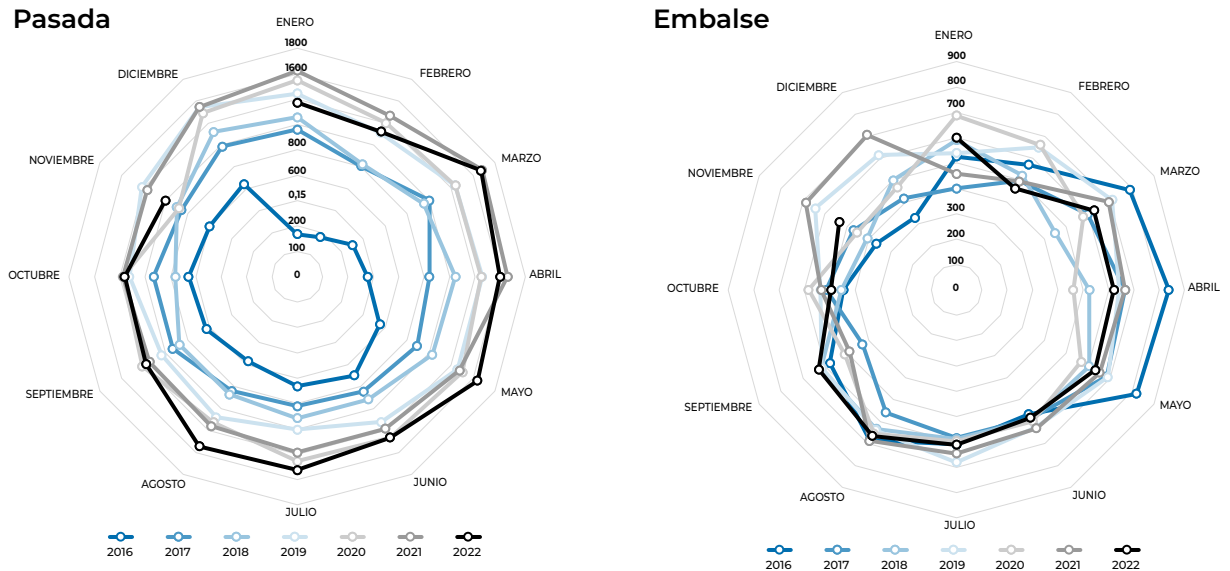 Pasada
ENERO
1800
1600
800
600
0,15
200
100
0
FEBRERO
MARZO
ABRIL
MAYO
JUNIO
JULIO
AGOSTO
SEPTIEMBRE
OCTUBRE
NOVIEMBRE
DICIEMBRE
2016 2017 2018 2019 2020 2021 2022
Embalse
ENERO
900
800
700
300
200
100
0
FEBRERO
MARZO
ABRIL
MAYO
JUNIO
JULIO
AGOSTO
SEPTIEMBRE
OCTUBRE
NOVIEMBRE
DICIEMBRE
2016 2017 2018 2019 2020 2021 2022